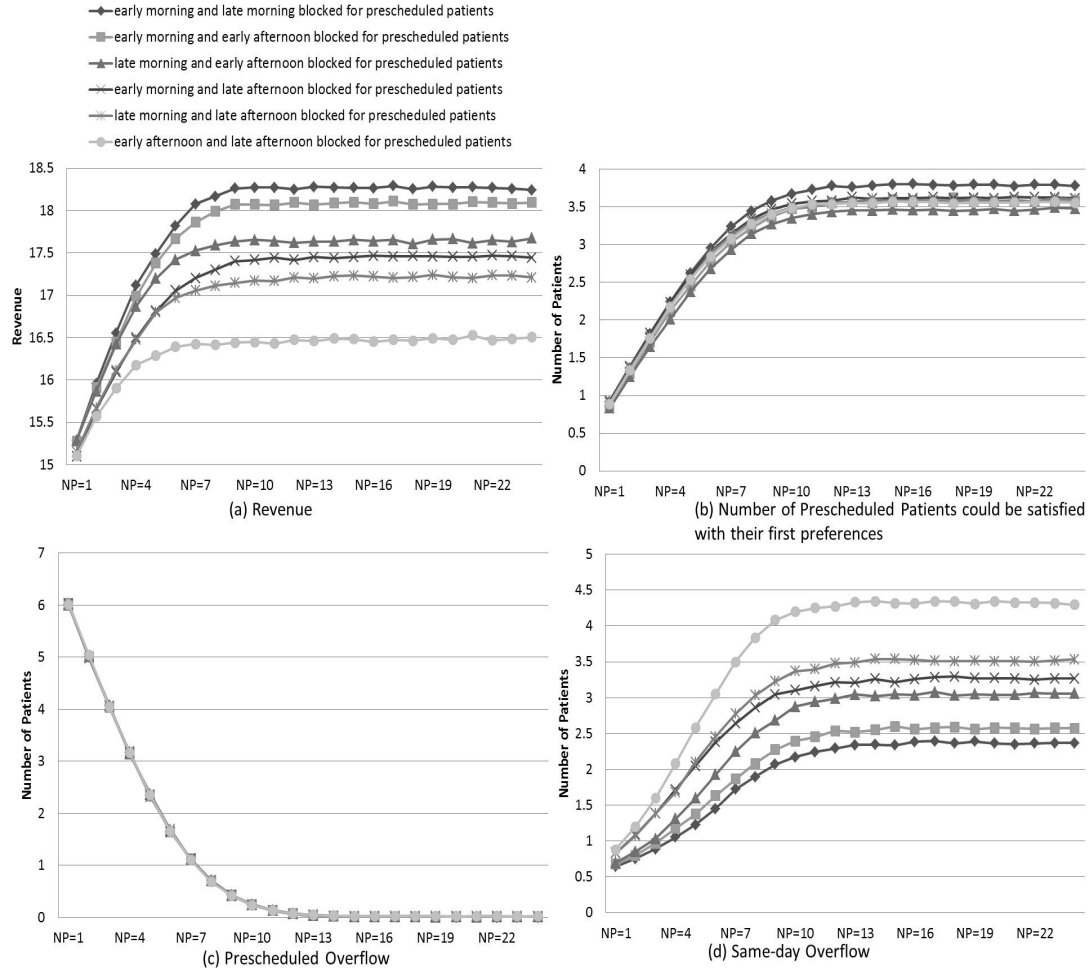 early morning and late morning blocked for prescheduled patients
early morning and early afternoon blocked for prescheduled patients
late morning and early afternoon blocked for prescheduled patients
early morning and late afternoon blocked for prescheduled patients
late morning and late afternoon blocked for prescheduled patients
early afternoon and late afternoon blocked for prescheduled patients
18.5
18
17.5
17
16.5
16
15.5
15
Revenue
NP=1 NP=4 NP=7 NP=10 NP=13 NP=16 NP=19 NP=22
(a) Revenue
4
3.5
3
2.5
2
1.5
1
0.5
0
Number of Patients
NP=1 NP=4 NP=7 NP=10 NP=13 NP=16 NP=19 NP=22
(b) Number of Prescheduled Patients could be satisfied
with their first preferences
7
6
5
4
3
2
1
0
Number of Patients
NP=1 NP=4 NP=7 NP=10 NP=13 NP=16 NP=19 NP=22
(c) Prescheduled Overflow
5
4.5
4
3.5
3
2.5
2
1.5
1
0.5
0
Number of Patients
NP=1 NP=4 NP=7 NP=10 NP=13 NP=16 NP=19 NP=22
(d) Same-day Overflow